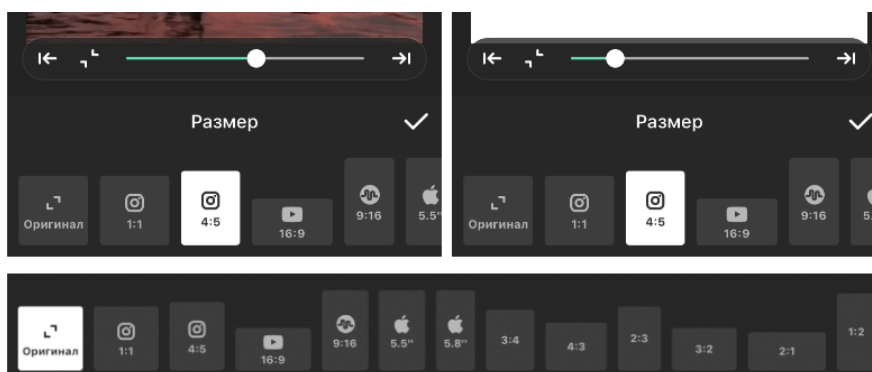 Размер
Оригинал 1:1 4:5 16:9 9:16 5.5"
Размер
Оригинал 1:1 4:5 16:9 9:16 5.
Оригинал 1:1 4:5 16:9 9:16 5.5" 5.8" 3:4 4:3 2:3 3:2 2:1 1:2